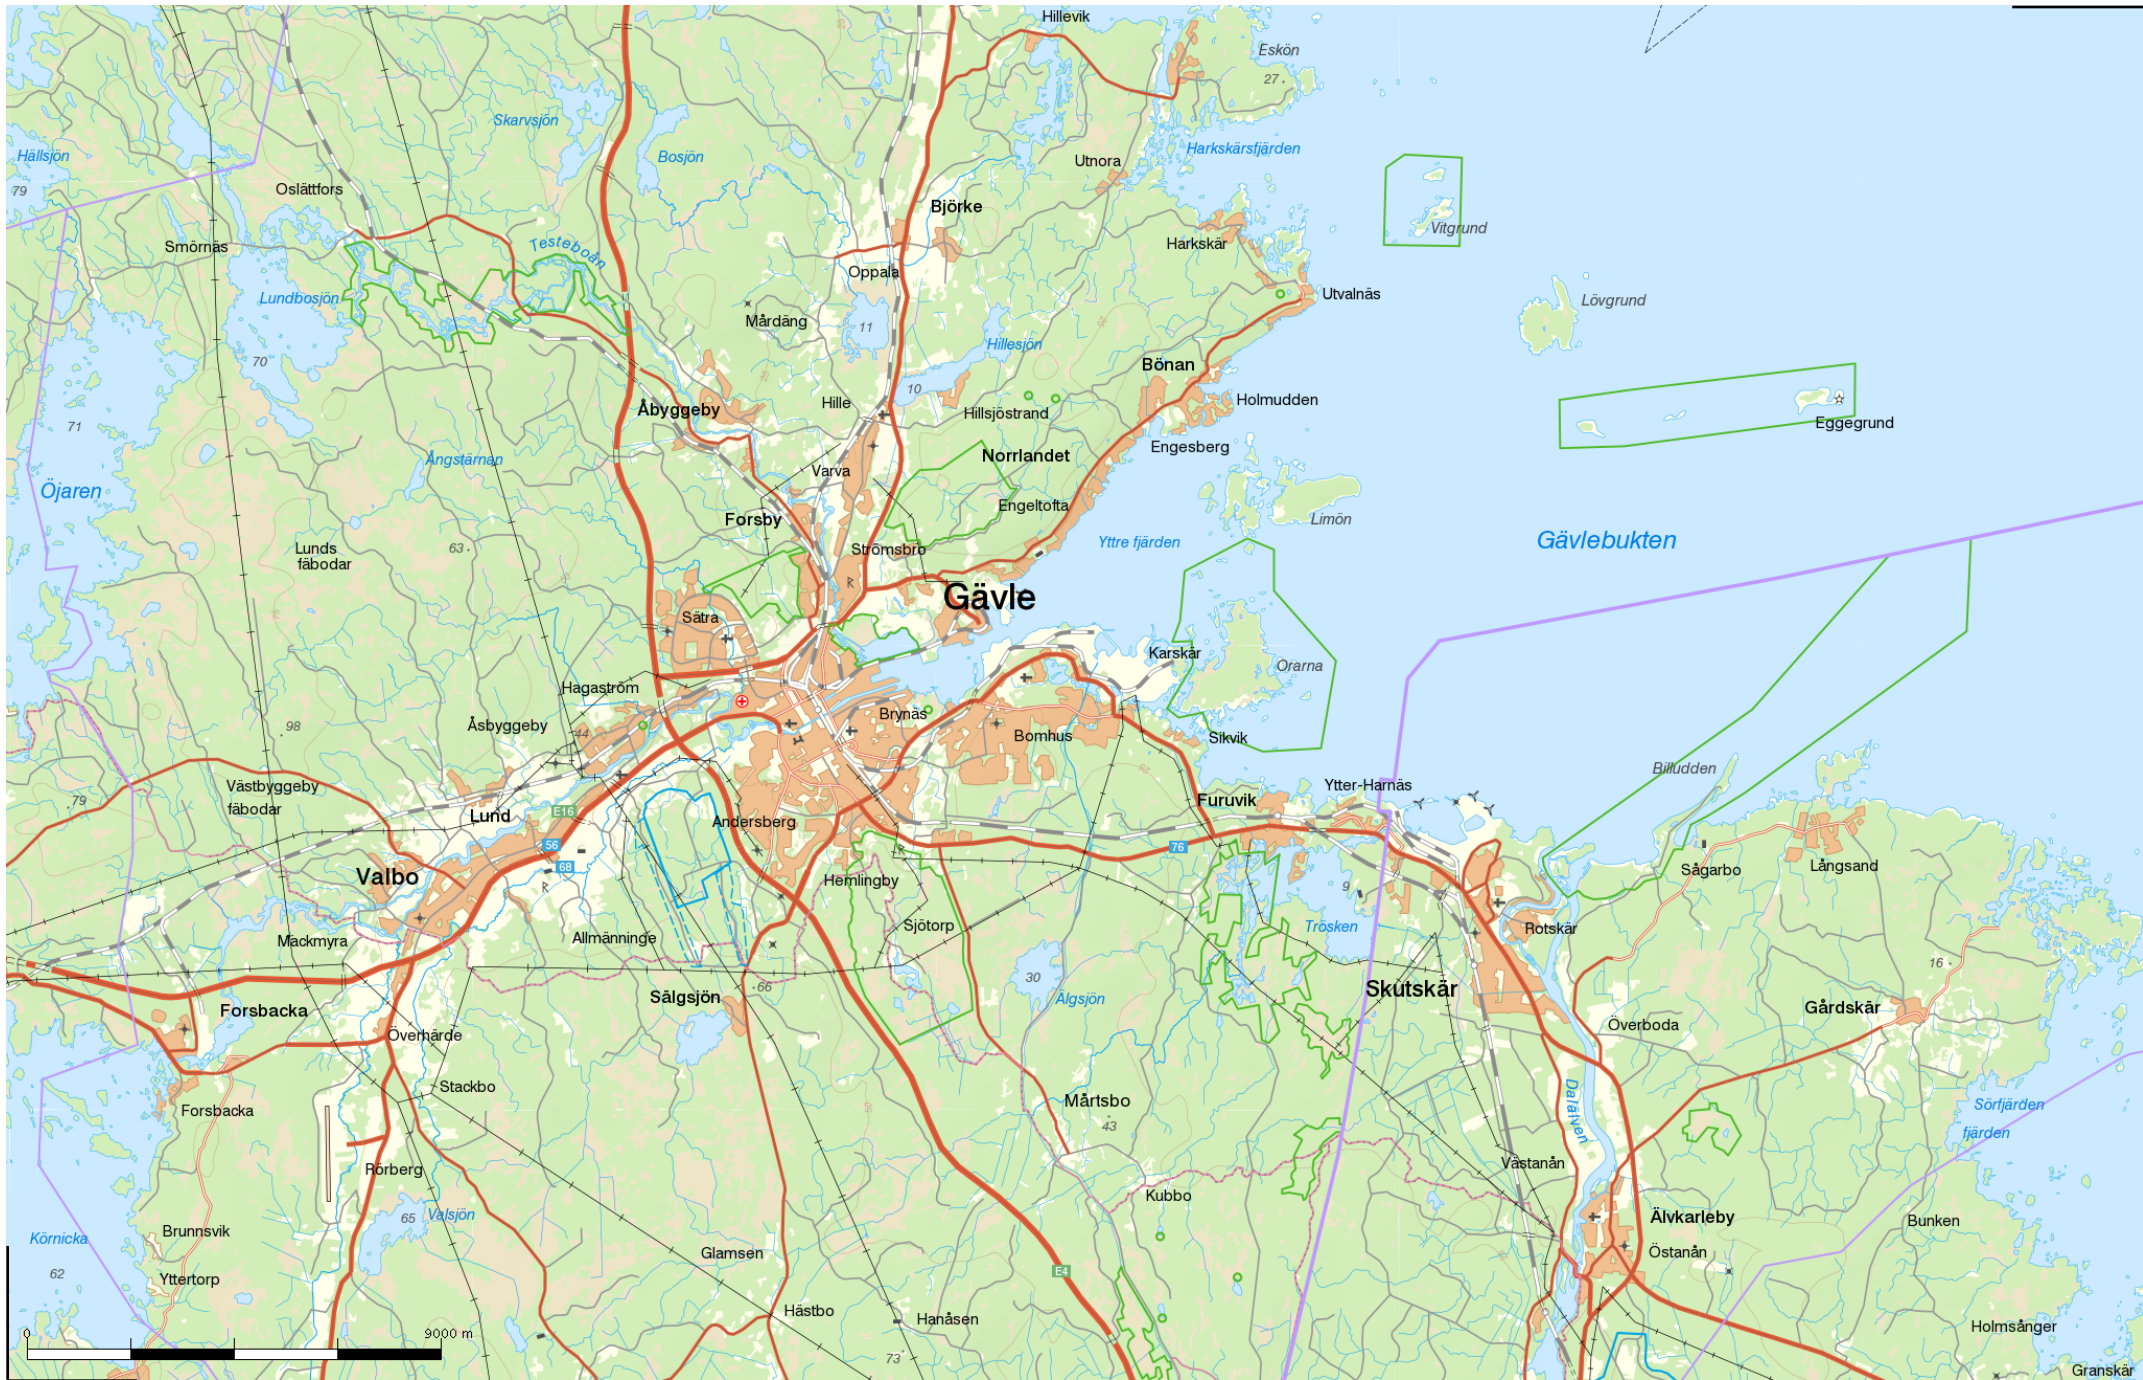 Hillevik
Eskön
27
Skarvsjön
Bosjön
Harkskärsfjärden
Hällsjön
79
Utnora
Oslättfors
Björke
Vitgrund
Smörnäs
Testeboån
Harkskär
Oppala
Lundbosjön
Utvalnäs
Lövgrund
Mårdäng
11
Hillesjön
70
Bönan
10
Åbyggeby
Hille
Hillsjöstrand
Holmudden
Eggegrund
71
Engesberg
Norrlandet
Ångstärnan
Varva
Öjaren
Engeltofta
Limön
Forsby
Yttre fjärden
Gävlebukten
63
Lunds
fäbodar
Strömsbro
Gävle
Sätra
Karskär
Orarna
Hagaström
Brynäs
Åsbyggeby
98
44
Bomhus
Sikvik
Billudden
Västbyggeby
fäbodar
79
Ytter-Harnäs
Furuvik
Lund
E16
Andersberg
56
76
68
Valbo
Hemlingby
9
Sågarbo
Långsand
Sjötorp
Trösken
Rotskär
Mackmyra
Allmänninge
16
30
66
Sälgsjön
Älgsjön
Skutskär
Forsbacka
Gårdskär
Överhärde
43
Överboda
Stackbo
Mårtsbo
43
Forsbacka
Dalälven
Sörfjärden
fjärden
Rörberg
Västanån
Kubbo
65
Valsjön
Älvkarleby
Bunken
Brunnsvik
Körnicka
Glamsen
Östanån
62
Yttertorp
E4
Hästbo
Hanåsen
Holmsånger
0
9000 m
73
Granskär